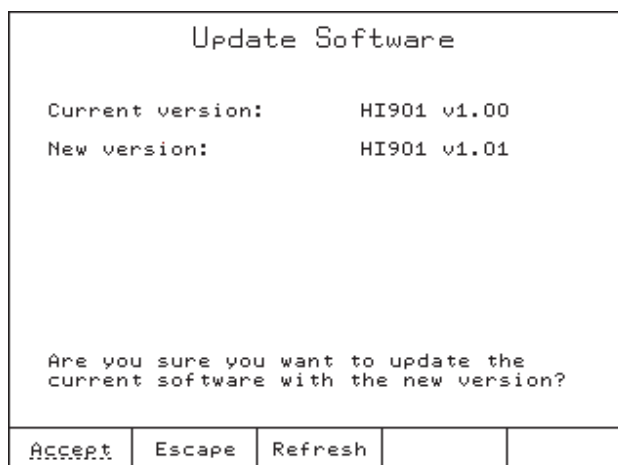 Update Software
Current version: HI901 v1.00
New version: HI901 v1.01
Are you sure you want to update the
current software with the new version?
Accept Escape Refresh